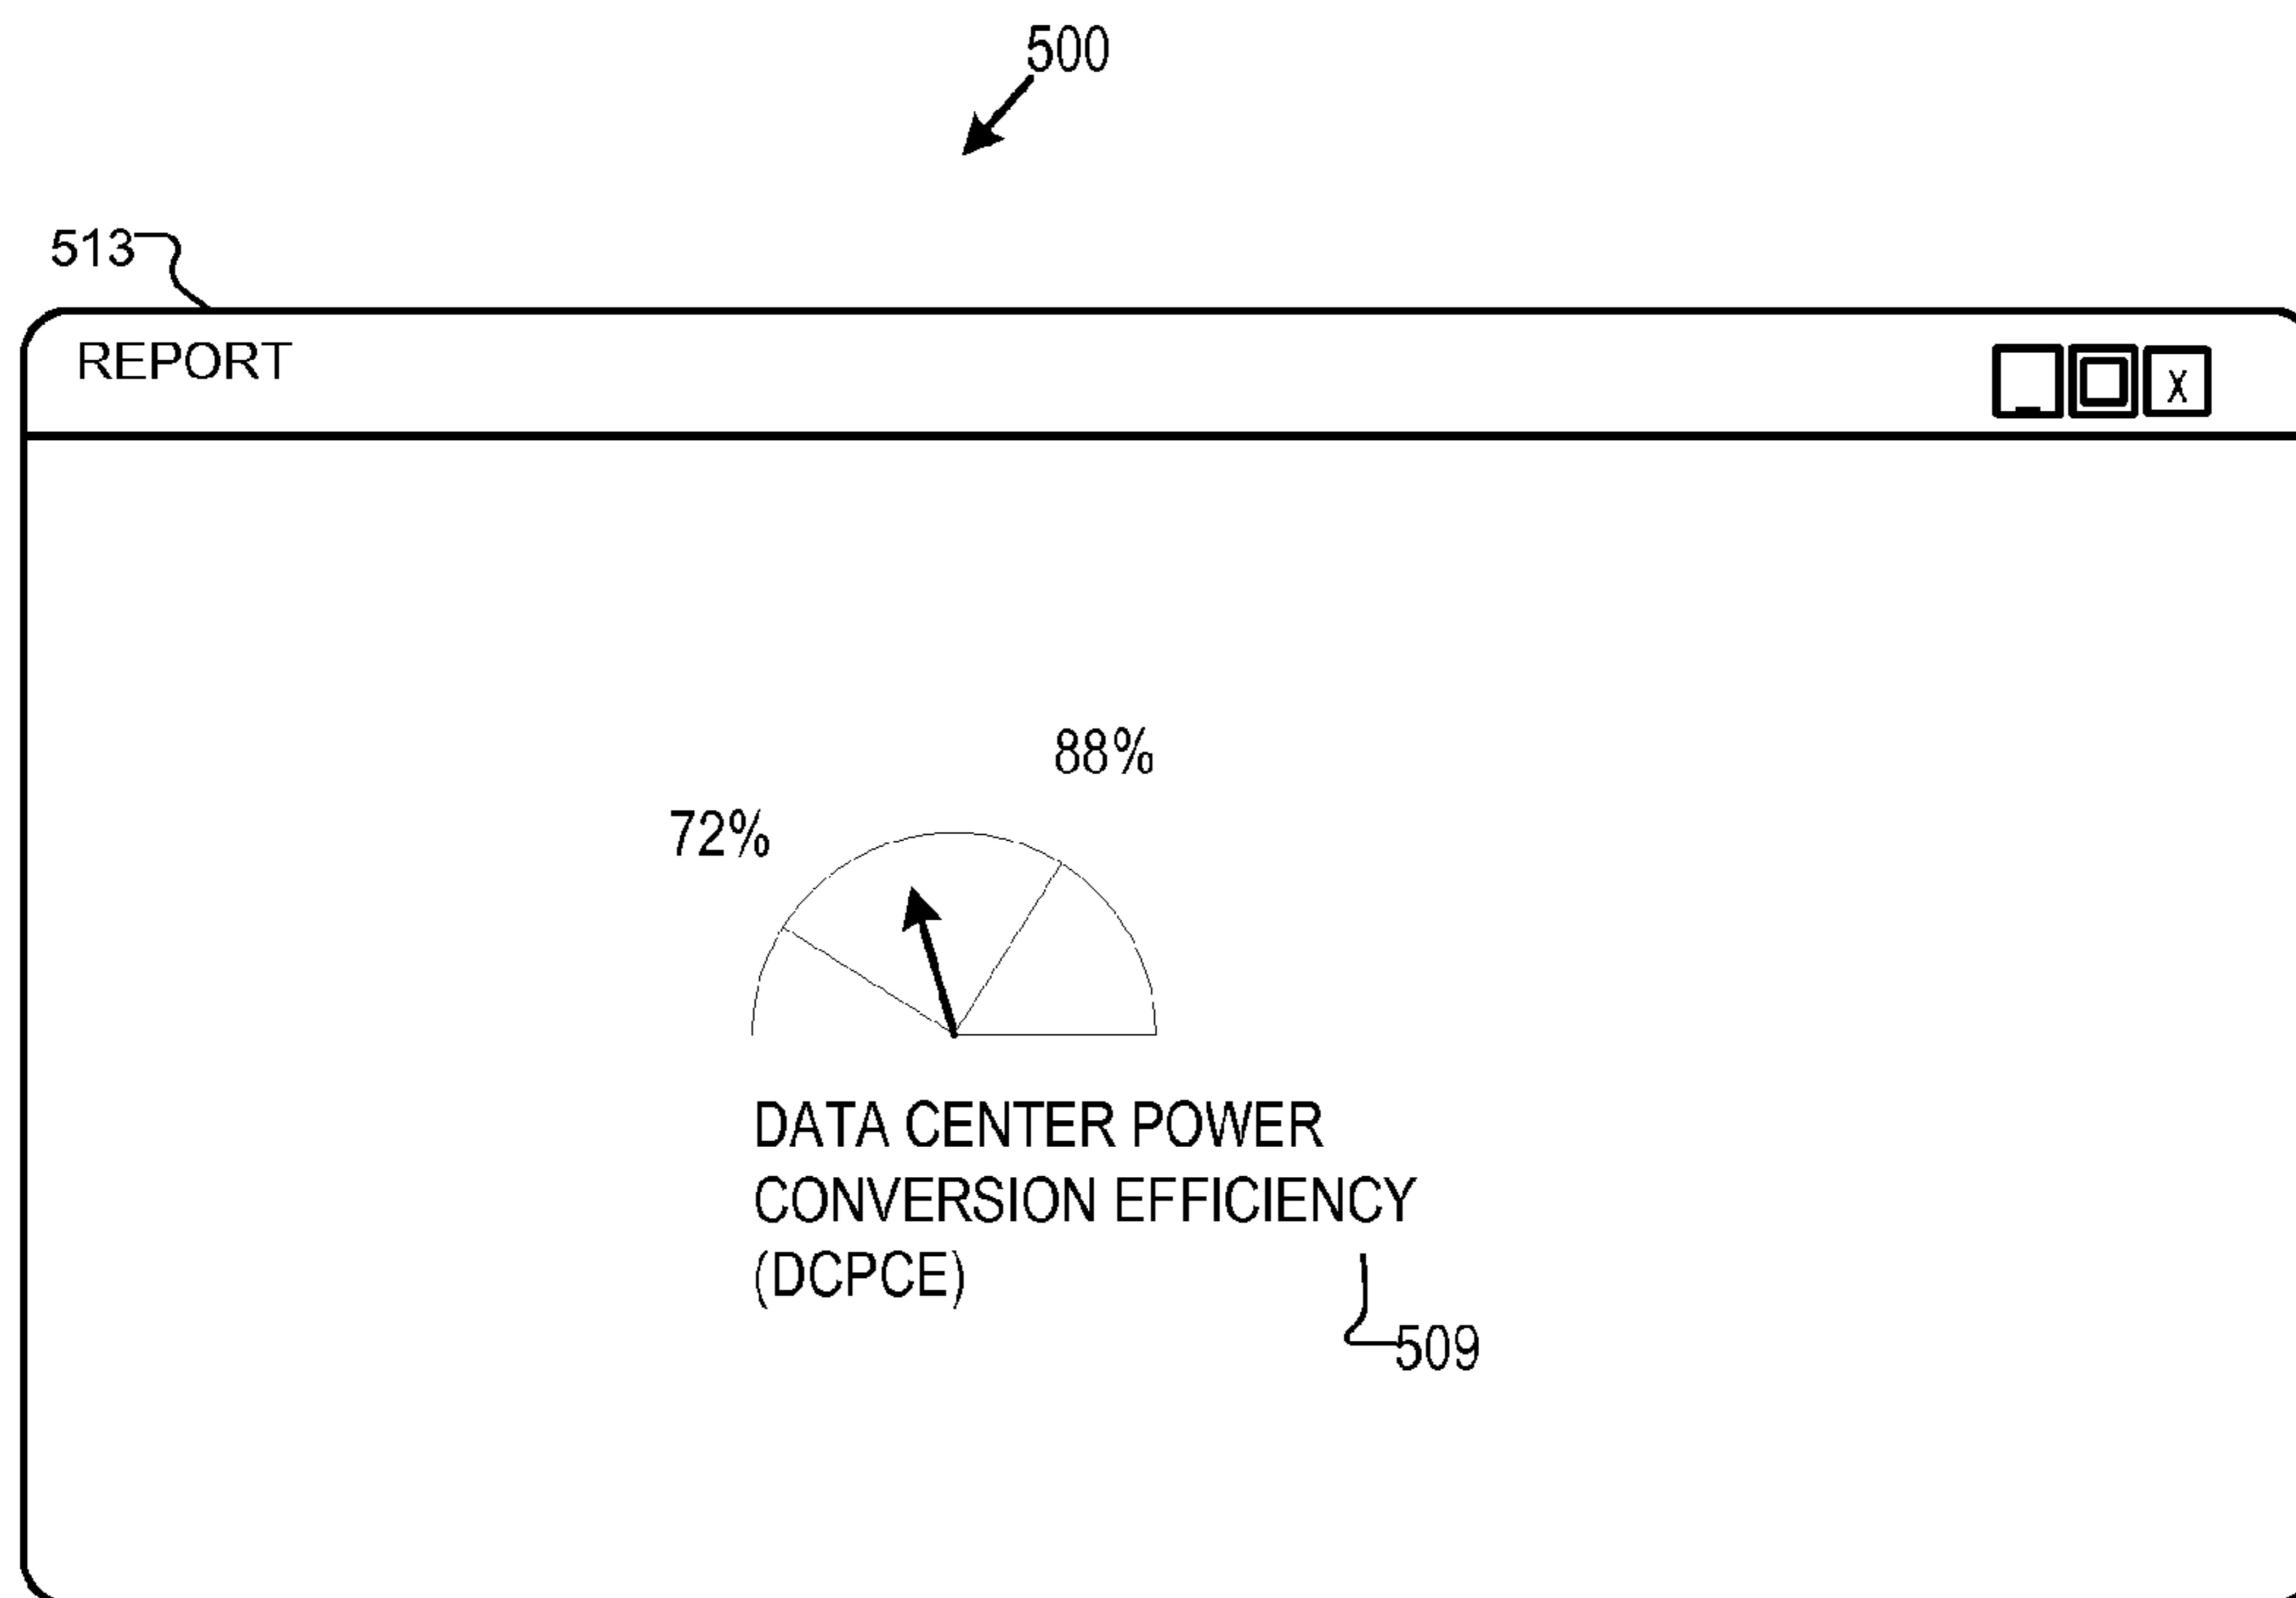 500
513
REPORT
X
88%
72%
DATA CENTER POWER
CONVERSION EFFICIENCY
(DCPCE)
509